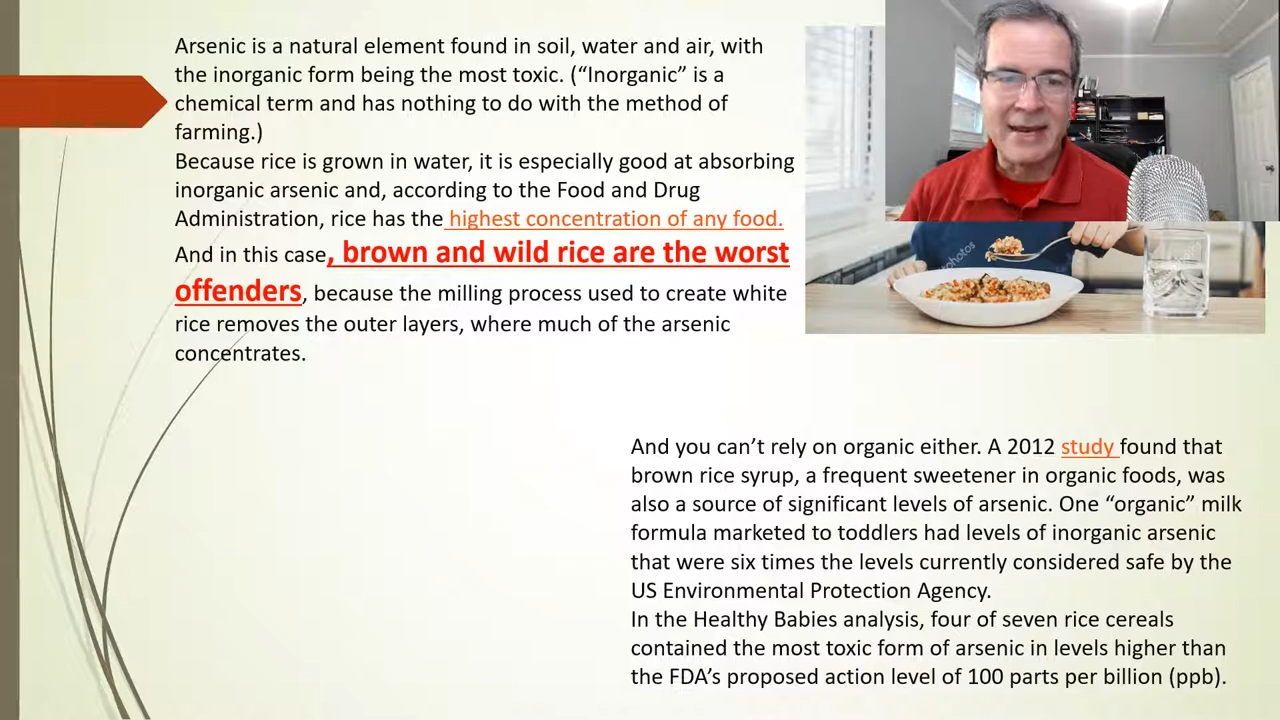 Arsenic is a natural element found in soil, water and air, with
the inorganic form being the most toxic. (“Inorganic” is a
chemical term and has nothing to do with the method of
farming.)
Because rice is grown in water, it is especially good at absorbing
inorganic arsenic and, according to the Food and Drug
Administration, rice has the highest concentration of any food.
And in this case, brown and wild rice are the worst
offenders, because the milling process used to create white
rice removes the outer layers, where much of the arsenic
concentrates.
And you can’t rely on organic either. A 2012 study found that
brown rice syrup, a frequent sweetener in organic foods, was
also a source of significant levels of arsenic. One “organic” milk
formula marketed to toddlers had levels of inorganic arsenic
that were six times the levels currently considered safe by the
US Environmental Protection Agency.
In the Healthy Babies analysis, four of seven rice cereals
contained the most toxic form of arsenic in levels higher than
the FDA’s proposed action level of 100 parts per billion (ppb).